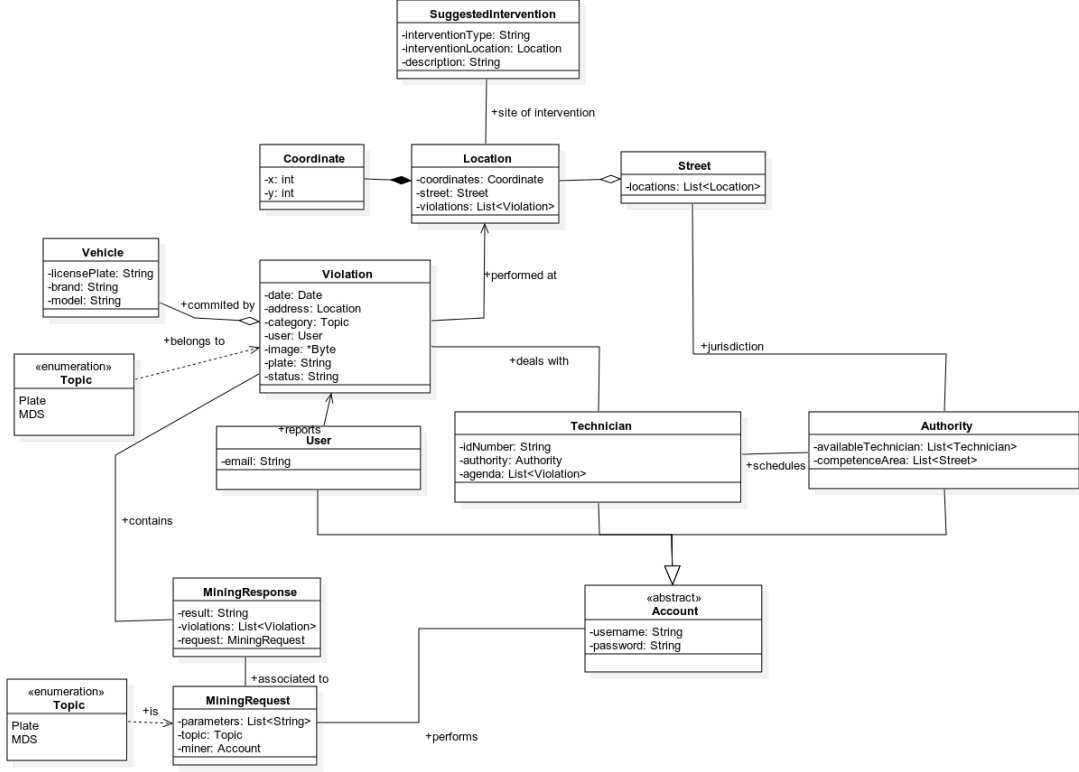 SuggestedIntervention
-interventionType: String
-interventionLocation: Location
-description: String
+site of intervention
Coordinate
-x: int
-y: int
Location
-coordinates: Coordinate
-street: Street
-violations: List<Violation>
Street
-locations: List<Location>
Vehicle
-licensePlate: String
-brand: String
-model: String
+commited by
Violation
-date: Date
-address: Location
-category: Topic
-user: User
-image: *Byte
-plate: String
-status: String
+performed at
+belongs to
«enumeration»
Topic
Plate
MDS
+deals with
+jurisdiction
+reports
User
-email: String
Technician
-idNumber: String
-authority: Authority
-agenda: List<Violation>
+schedules
Authority
-availableTechnician: List<Technician>
-competenceArea: List<Street>
+contains
MiningResponse
-result: String
-violations: List<Violation>
-request: MiningRequest
«abstract»
Account
-username: String
-password: String
+associated to
«enumeration»
Topic
Plate
MDS
+is
MiningRequest
-parameters: List<String>
-topic: Topic
-miner: Account
+performs